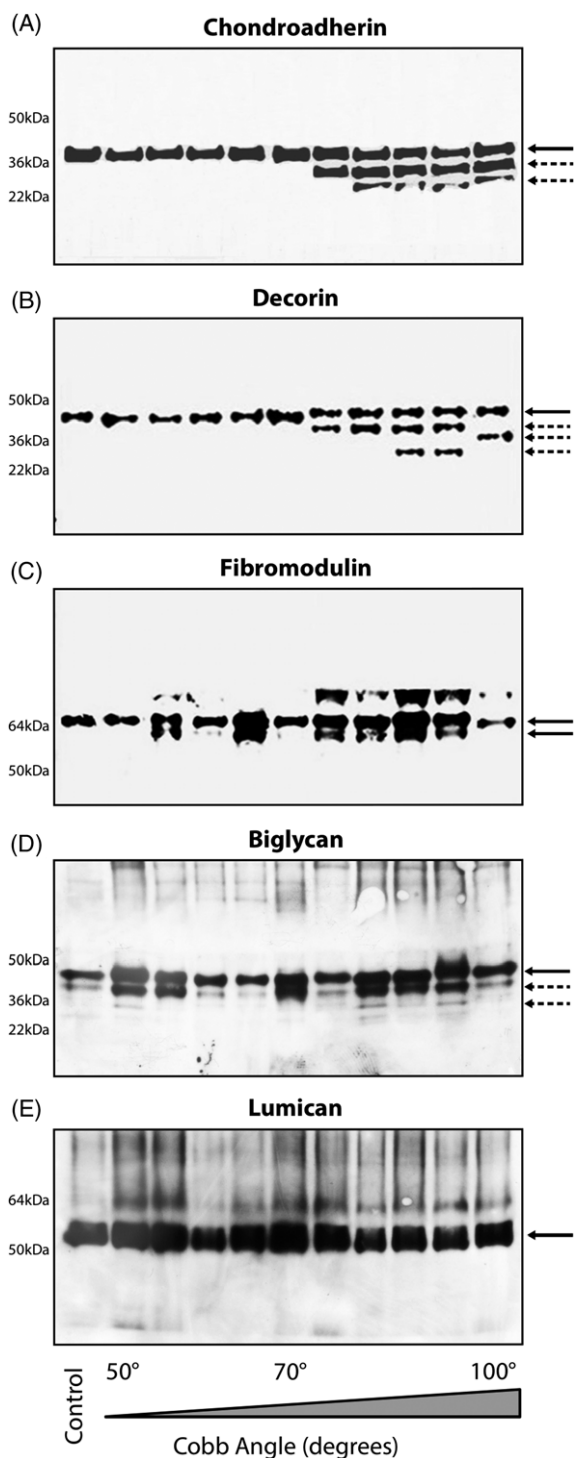 (A)
Chondroadherin
50kDa
36kDa
22kDa
(B)
Decorin
50kDa
36kDa
22kDa
(C)
Fibromodulin
64kDa
50kDa
(D)
Biglycan
50kDa
36kDa
22kDa
(E)
Lumican
64kDa
50kDa
Control
50° 70° 100°
Cobb Angle (degrees)